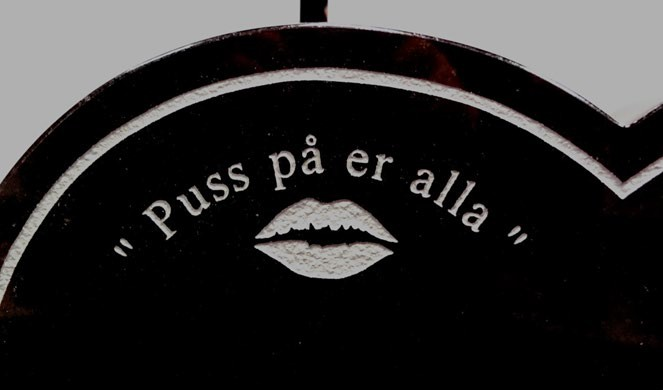 " Puss på er alla "